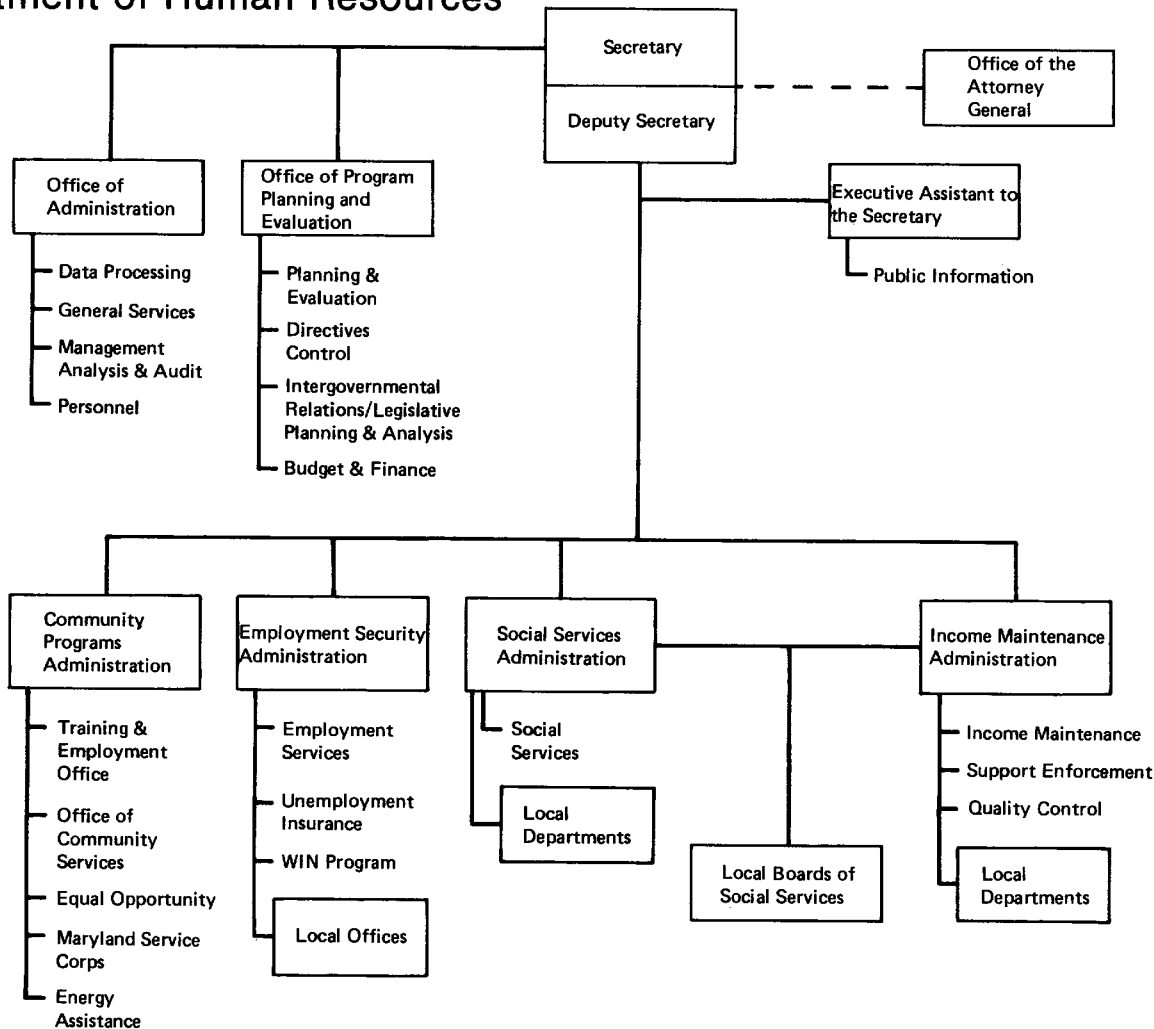 of Human Resources
Secretary
Deputy Secretary
Office of the
Attorney
General
Office of
Administration
Office of Program
Planning and
Evaluation
Executive Assistant to
the Secretary
Public Information
Data Processing
General Services
Management
Analysis & Audit
Personnel
Planning &
Evaluation
Directives
Control
Intergovernmental
Relations/Legislative
Planning & Analysis
Budget & Finance
Community
Programs
Administration
Employment Security
Administration
Social Services
Administration
Income Maintenance
Administration
Training &
Employment
Office
Office of
Community
Services
Equal Opportunity
Maryland Service
Corps
Energy
Assistance
Employment
Services
Unemployment
Insurance
WIN Program
Local Offices
Social
Services
Local
Departments
Local Boards of
Social Services
Income Maintenance
Support Enforcement
Quality Control
Local
Departments